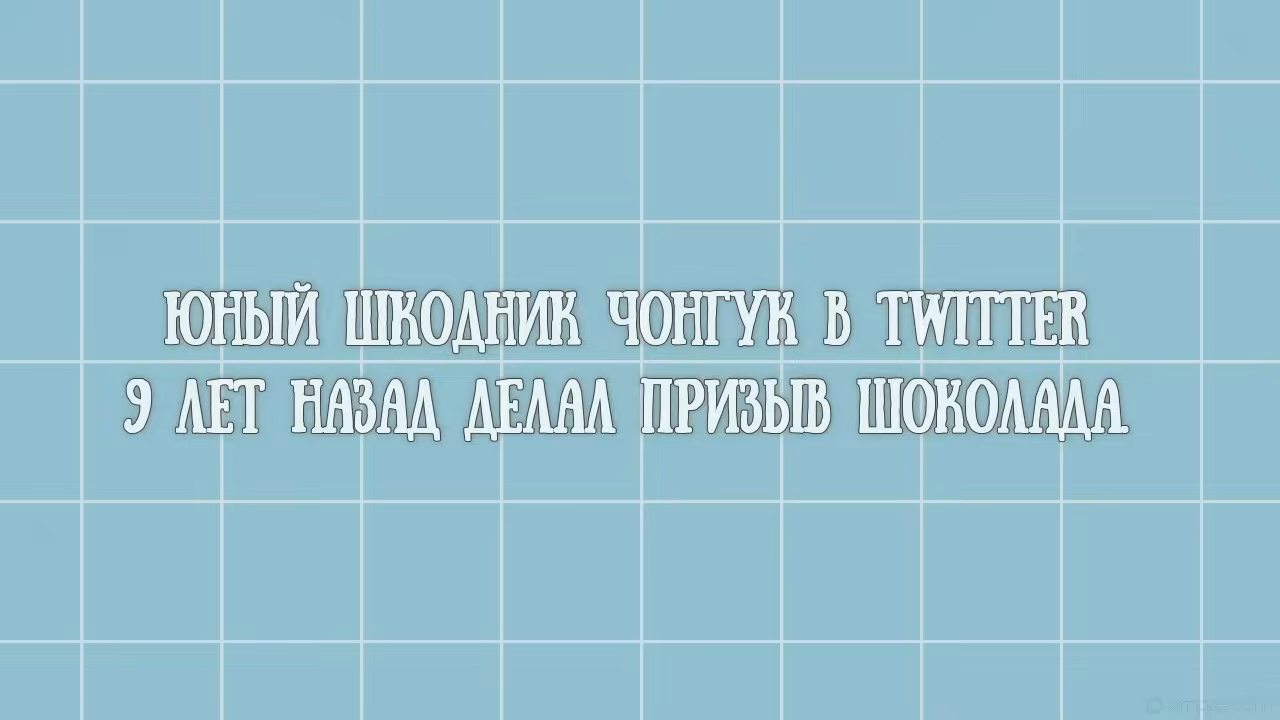 ЮНЫЙ ШКОДНИК ЧОНГУК В TWITTER
9 ЛЕТ НАЗАД ДЕЛАЛ ПРИЗЫВ ШОКОЛАДА.